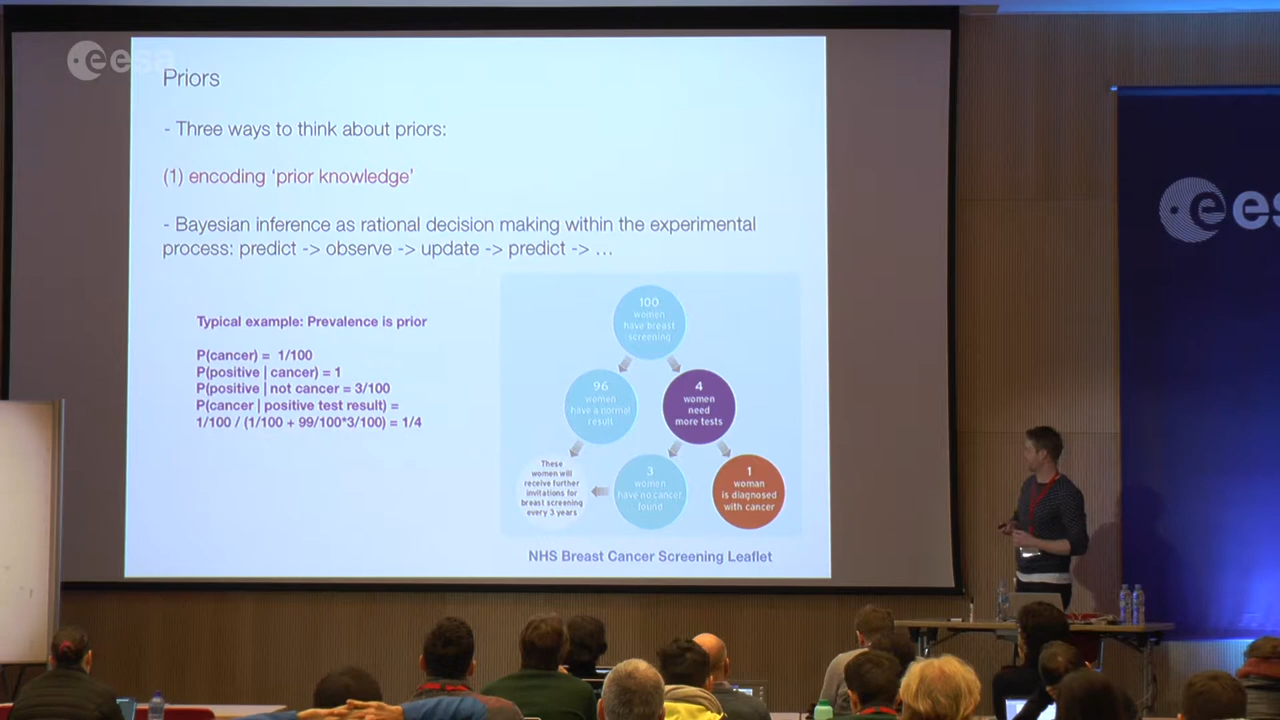 esa
Priors
- Three ways to think about priors:
(1) encoding ‘prior knowledge’
- Bayesian inference as rational decision making within the experimental
process: predict -> observe -> update -> predict -> …
Typical example: Prevalence is prior
P(cancer) = 1/100
P(positive | cancer) = 1
P(positive | not cancer = 3/100
P(cancer | positive test result) =
1/100 / (1/100 + 99/100*3/100) = 1/4
100
women
have breast
screening
96
women
have a normal
result
4
women
need
more tests
These
women will
receive further
invitations for
breast screening
every 3 years
3
women
have no cancer
found
1
woman
is diagnosed
with cancer
NHS Breast Cancer Screening Leaflet
es